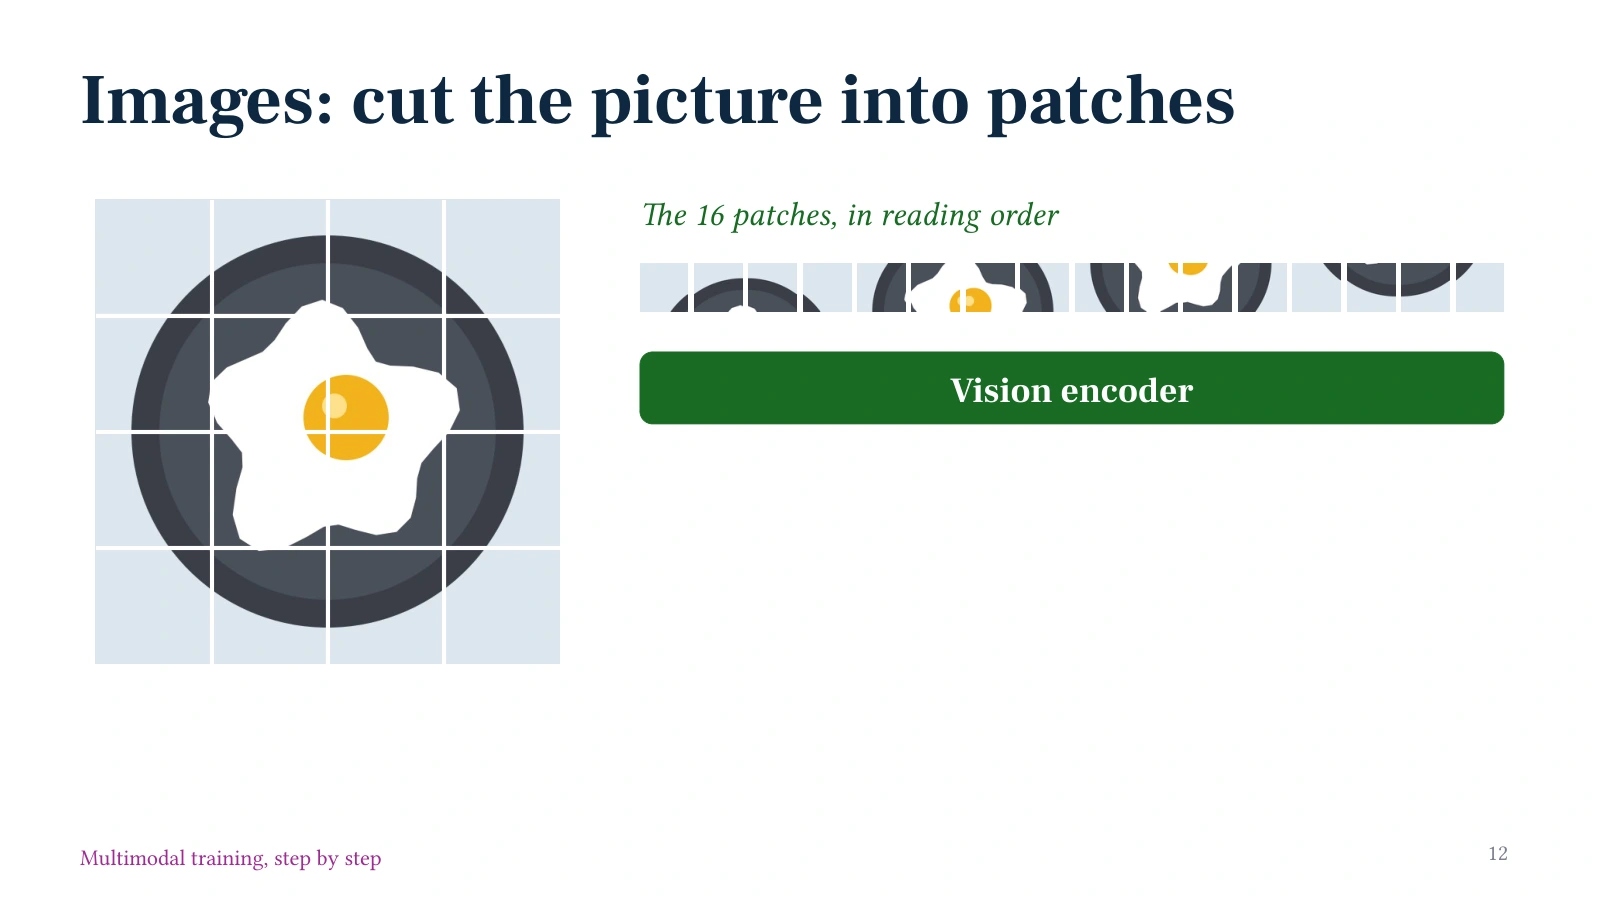 Images: cut the picture into patches
The 16 patches, in reading order
Vision encoder
Multimodal training, step by step
12